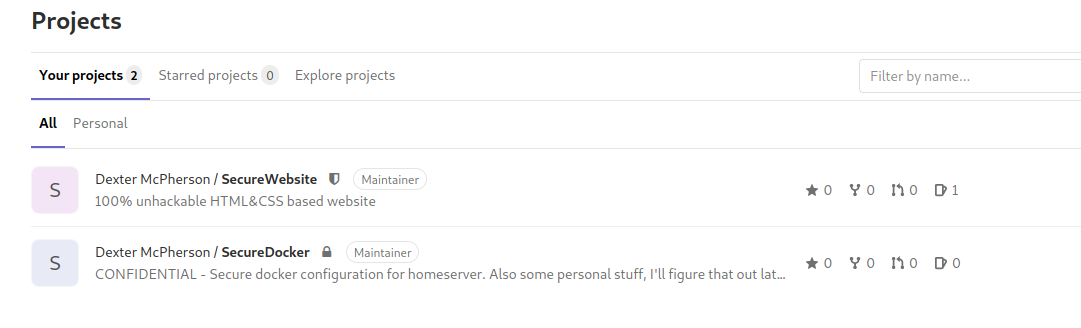 Projects
Your projects 2 Starred projects 0 Explore projects Filter by name...
All Personal
S Dexter McPherson / SecureWebsite Maintainer 0 0 0 1
100% unhackable HTML&CSS based website
S Dexter McPherson / SecureDocker Maintainer 0 0 0 0
CONFIDENTIAL - Secure docker configuration for homeserver. Also some personal stuff, I'll figure that out lat...